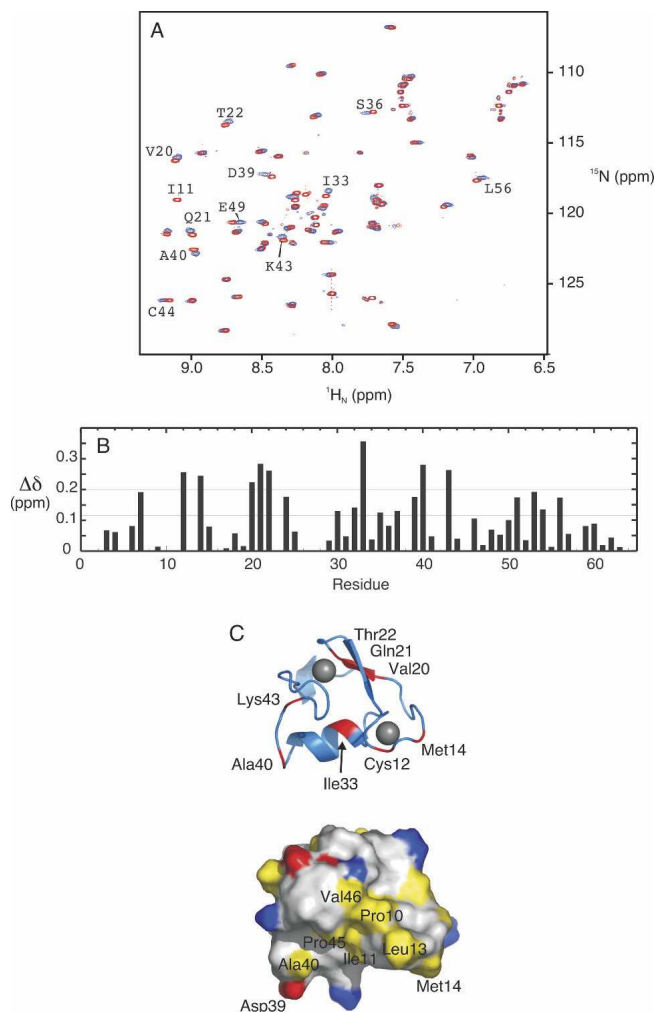 A
110
T22
S36
115
V20
D39
I33
¹⁵N (ppm)
L56
I11
E49
120
Q21
A40
K43
C44
125
9.0 8.5 8.0 7.5 7.0 6.5
¹Hₙ (ppm)
B
0.3
Δδ
0.2
(ppm)
0.1
0
0 10 20 30 40 50 60
Residue
C
Thr22
Gln21
Val20
Lys43
Met14
Ala40
Cys12
Ile33
Val46
Pro10
Pro45
Leu13
Ile11
Ala40
Met14
Asp39